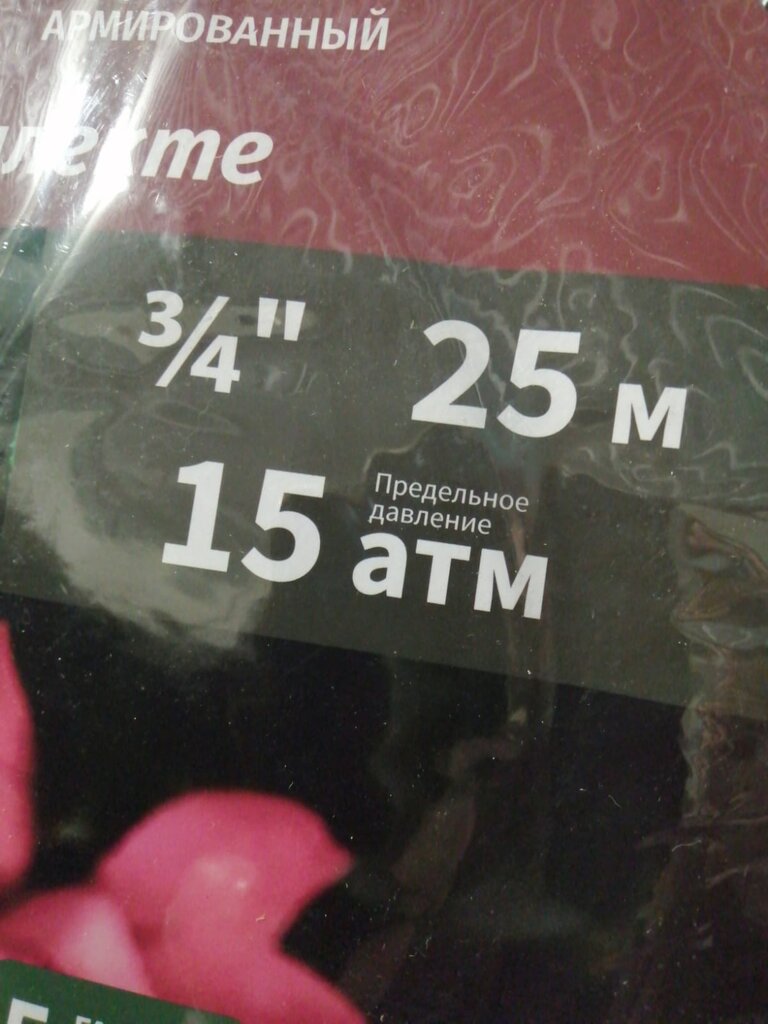 АРМИРОВАННЫЙ
¾" 25 м
15 Предельное
давление
атм